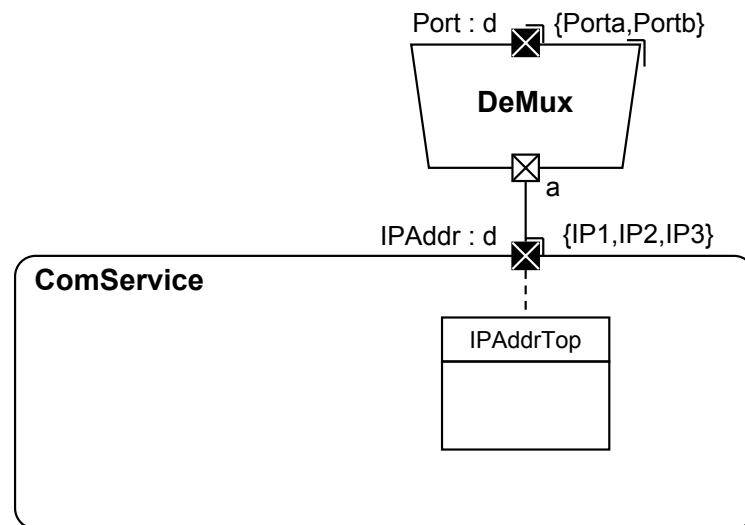 Port : d {Porta,Portb}
DeMux
a
IPAddr : d {IP1,IP2,IP3}
ComService
IPAddrTop